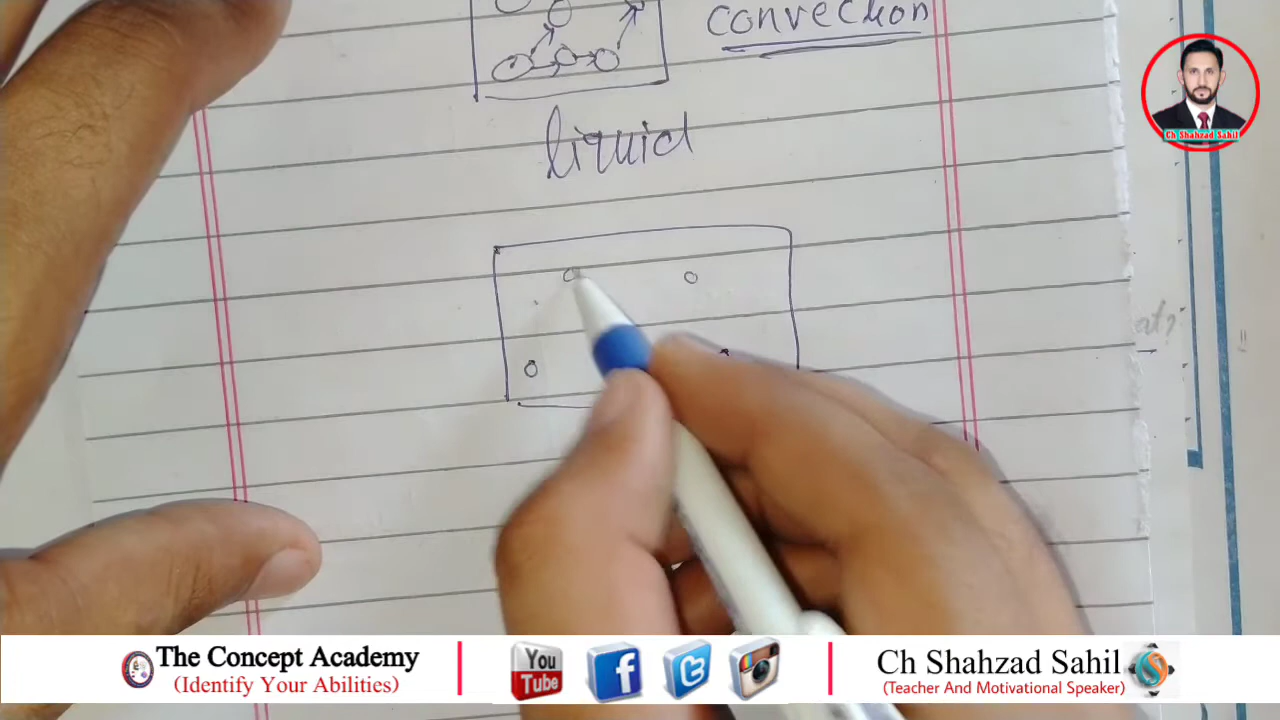 convection
Ch Shahzad Sahil
liquid
at?
The Concept Academy
(Identify Your Abilities)
You
Tube
Ch Shahzad Sahil
(Teacher And Motivational Speaker)